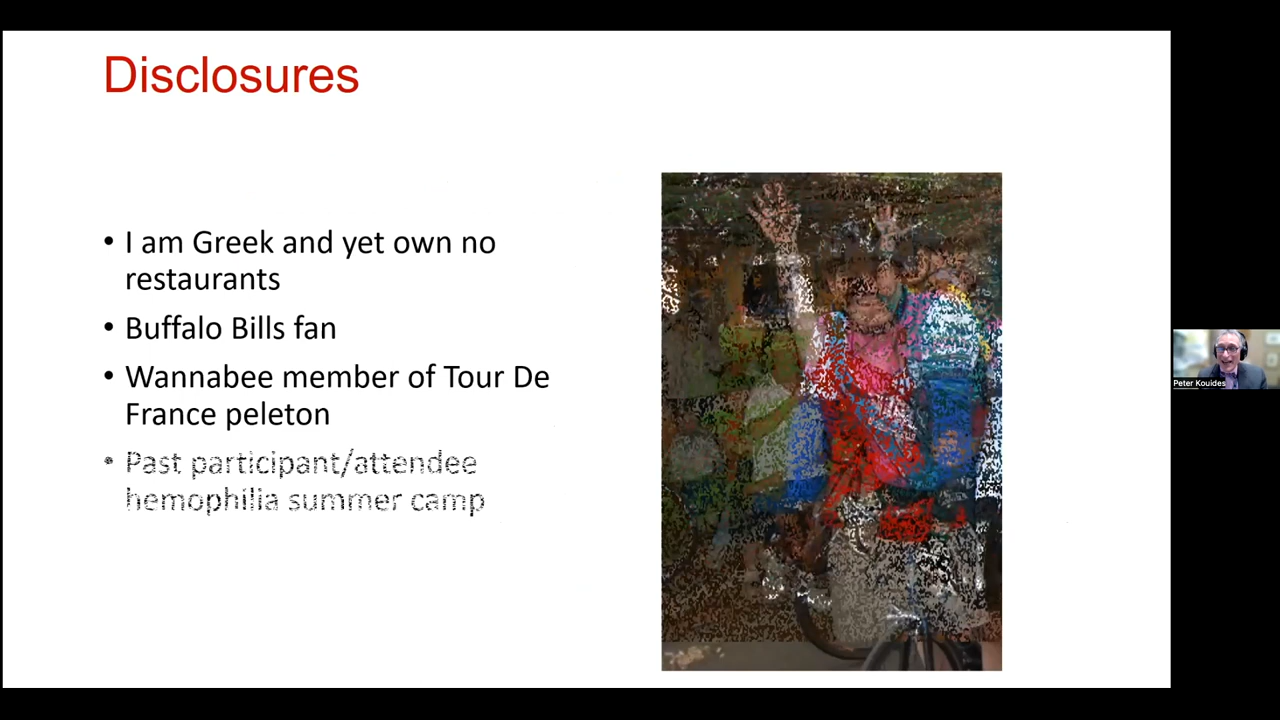 Disclosures
• I am Greek and yet own no
restaurants
• Buffalo Bills fan
• Wannabee member of Tour De
France peleton
• Past participant/attendee
hemophilia summer camp
Peter Kouides